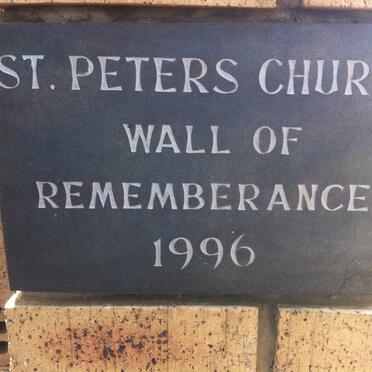 ST. PETERS CHUR
WALL OF
REMEMBERANCE
1996